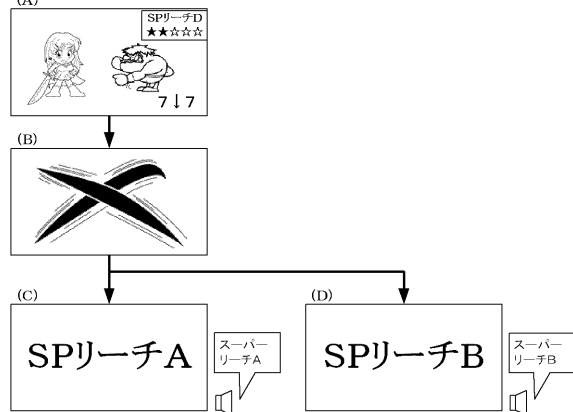 (A)
SPリーチD
★★☆☆☆
7↓7
(B)
(C)
SPリーチA
スーパー
リーチA
(D)
SPリーチB
スーパー
リーチB